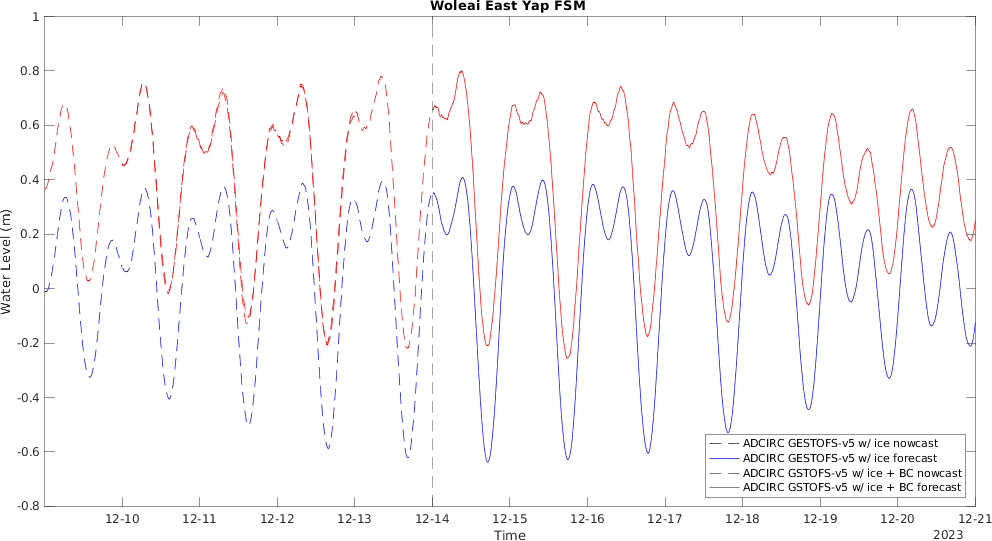 Woleai East Yap FSM
1
0.8
0.6
0.4
0.2
0
-0.2
-0.4
-0.6
-0.8
Water Level (m)
ADCIRC GESTOFS-v5 w/ ice nowcast
ADCIRC GESTOFS-v5 w/ ice forecast
ADCIRC GSTOFS-v5 w/ ice + BC nowcast
ADCIRC GSTOFS-v5 w/ ice + BC forecast
12-10 12-11 12-12 12-13 12-14 12-15 12-16 12-17 12-18 12-19 12-20 12-21
Time
2023